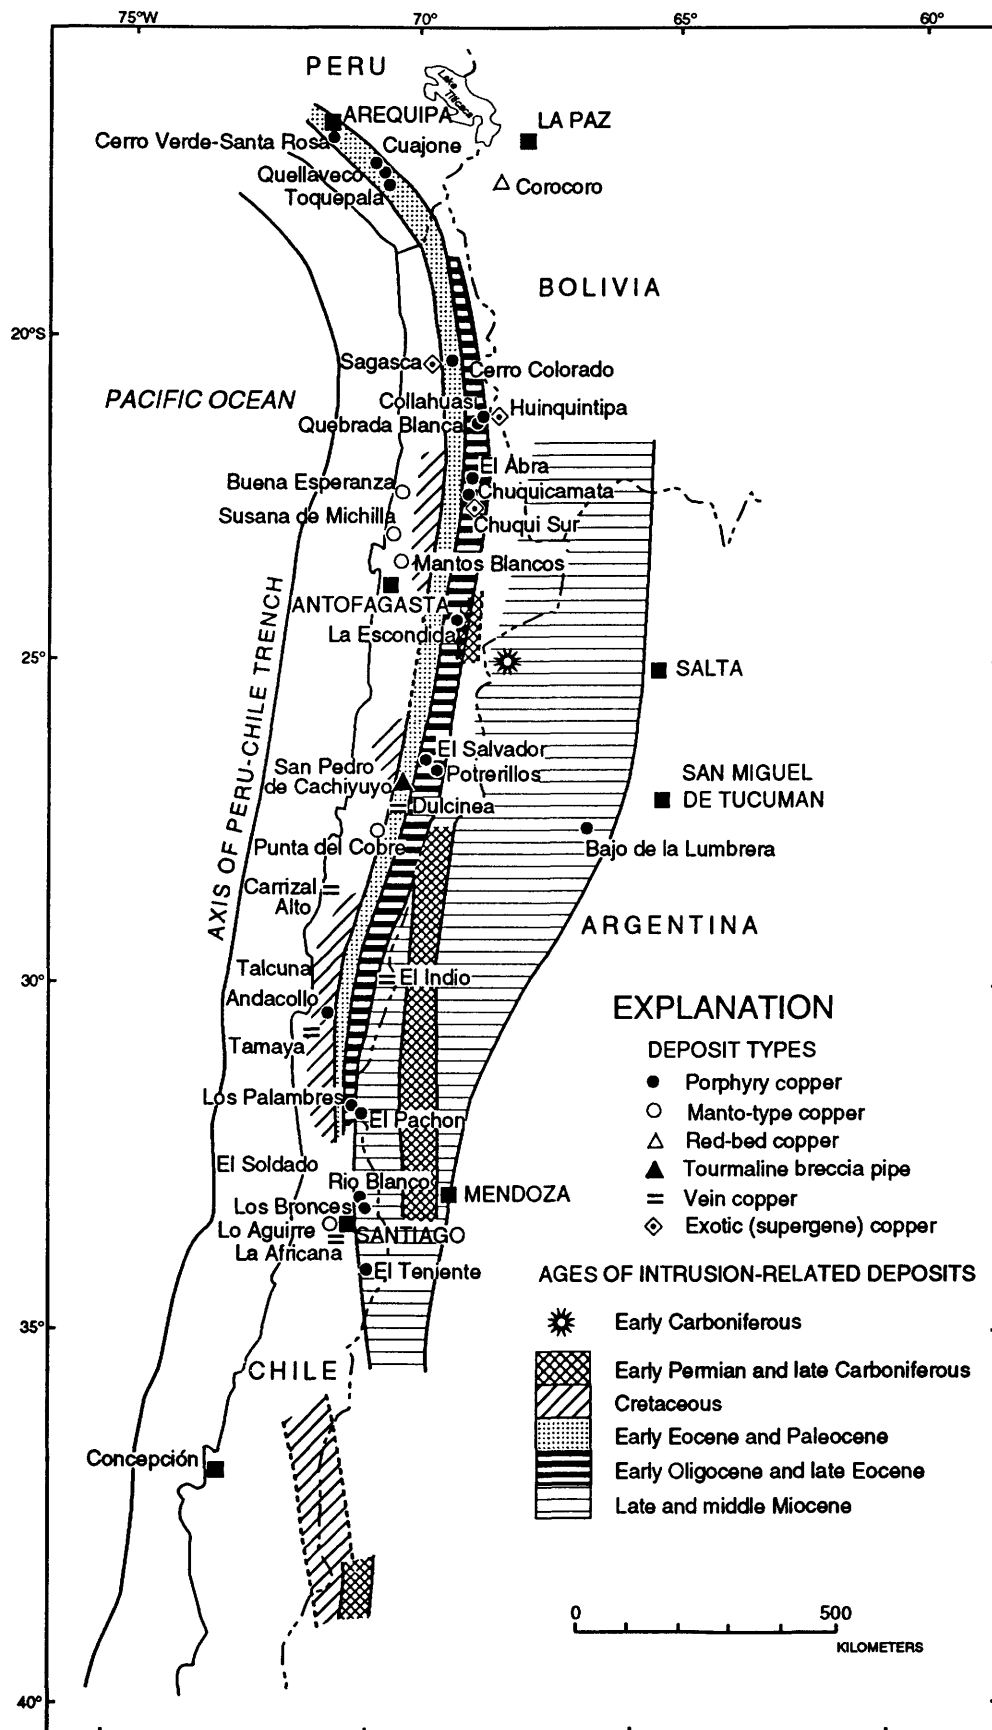 75°W 70° 65° 60°
PERU
Lake
Titicaca
AREQUIPA
LA PAZ
Cerro Verde-Santa Rosa
Cuajone
Quellaveco
Corocoro
Toquepala
BOLIVIA
20°S
Sagasca
Cerro Colorado
PACIFIC OCEAN
Collahuasi
Huinquintipa
Quebrada Blanca
El Abra
Buena Esperanza
Chuquicamata
Susana de Michilla
Chuqui Sur
Mantos Blancos
ANTOFAGASTA
La Escondida
AXIS OF PERU-CHILE TRENCH
25°
SALTA
El Salvador
San Pedro
de Cachiyuyo
Potrerillos
SAN MIGUEL
DE TUCUMAN
Dulcinea
Punta del Cobre
Bajo de la Lumbrera
Carrizal
Alto
ARGENTINA
Talcuna
30°
El Indio
Andacollo
Tamaya
Los Palambres
El Pachon
El Soldado
Rio Blanco
MENDOZA
Los Bronces
Lo Aguirre
SANTIAGO
La Africana
El Teniente
35°
CHILE
Concepción
40°
EXPLANATION
DEPOSIT TYPES
Porphyry copper
Manto-type copper
Red-bed copper
Tourmaline breccia pipe
Vein copper
Exotic (supergene) copper
AGES OF INTRUSION-RELATED DEPOSITS
Early Carboniferous
Early Permian and late Carboniferous
Cretaceous
Early Eocene and Paleocene
Early Oligocene and late Eocene
Late and middle Miocene
0 500
KILOMETERS